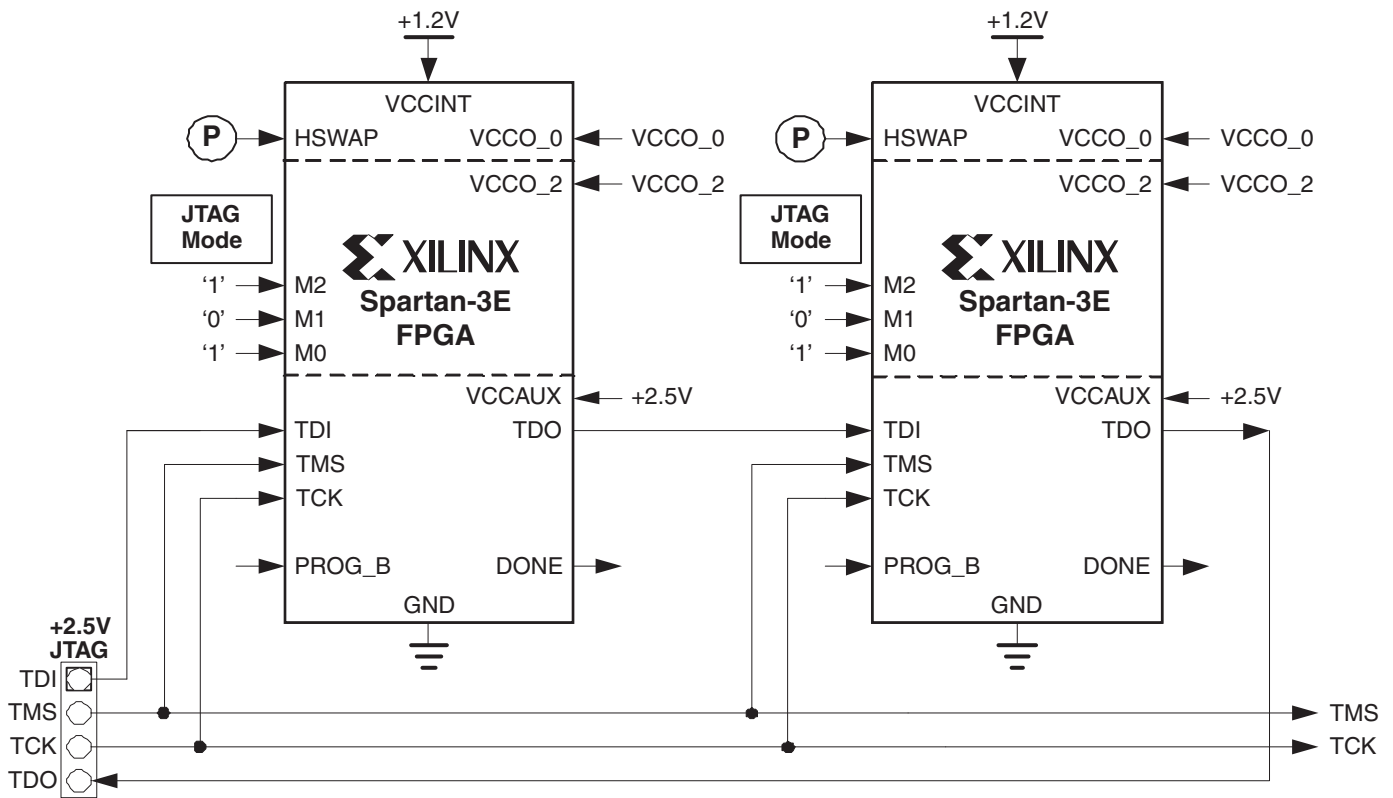 +1.2V
+1.2V
VCCINT
VCCINT
P
HSWAP
VCCO_0
VCCO_0
P
HSWAP
VCCO_0
VCCO_0
VCCO_2
VCCO_2
VCCO_2
VCCO_2
JTAG
Mode
JTAG
Mode
XILINX
XILINX
‘1’
M2
Spartan-3E
‘1’
M2
Spartan-3E
‘0’
M1
FPGA
‘0’
M1
FPGA
‘1’
M0
‘1’
M0
VCCAUX
+2.5V
VCCAUX
+2.5V
TDI
TDO
TDI
TDO
TMS
TMS
TCK
TCK
PROG_B
DONE
PROG_B
DONE
GND
GND
+2.5V
JTAG
TDI
TMS
TMS
TCK
TCK
TDO